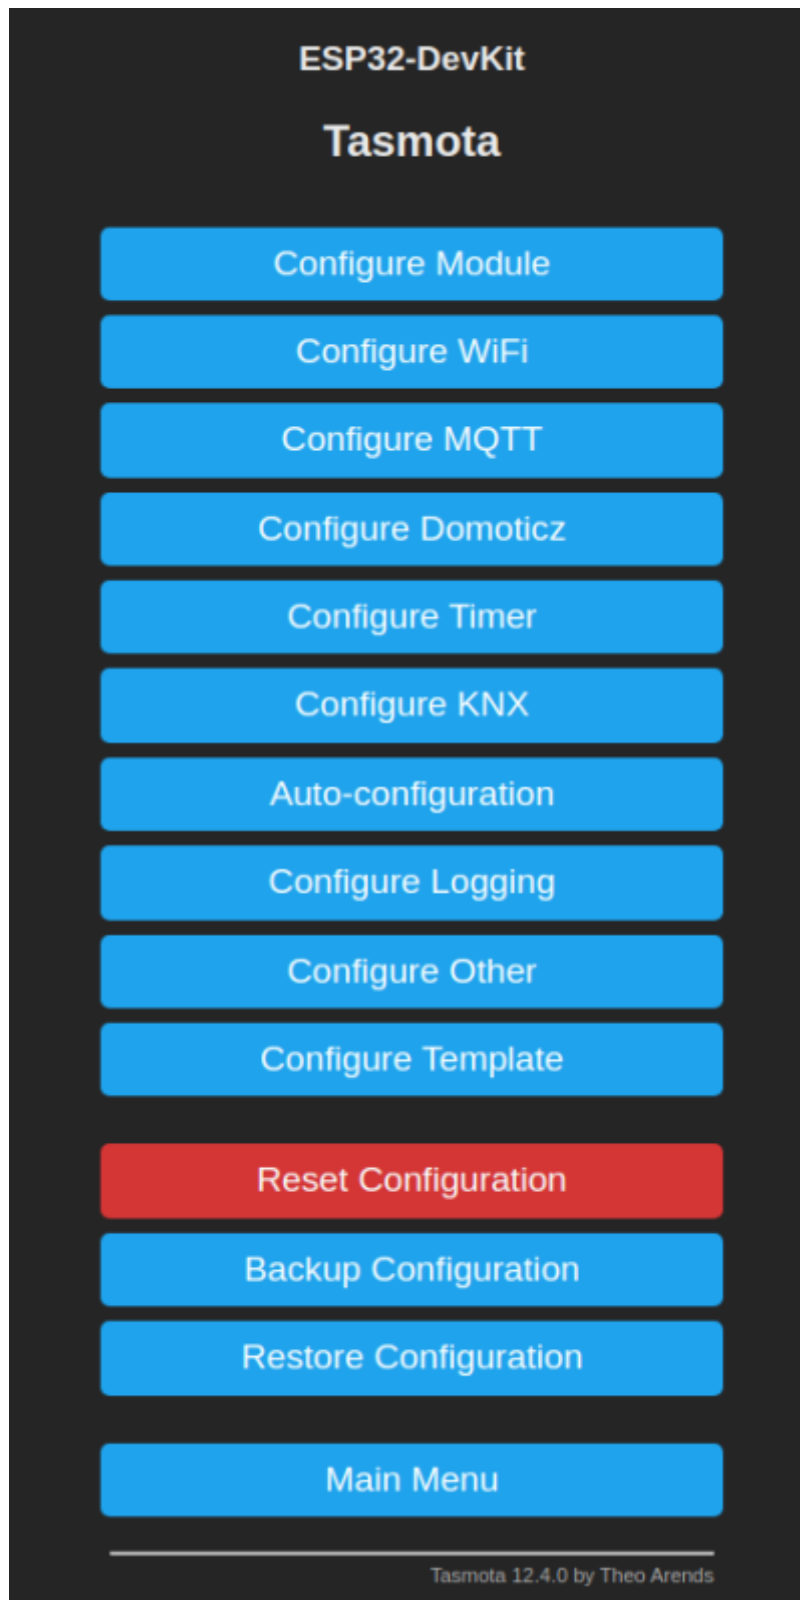 ESP32-DevKit
Tasmota
Configure Module
Configure WiFi
Configure MQTT
Configure Domoticz
Configure Timer
Configure KNX
Auto-configuration
Configure Logging
Configure Other
Configure Template
Reset Configuration
Backup Configuration
Restore Configuration
Main Menu
Tasmota 12.4.0 by Theo Arends